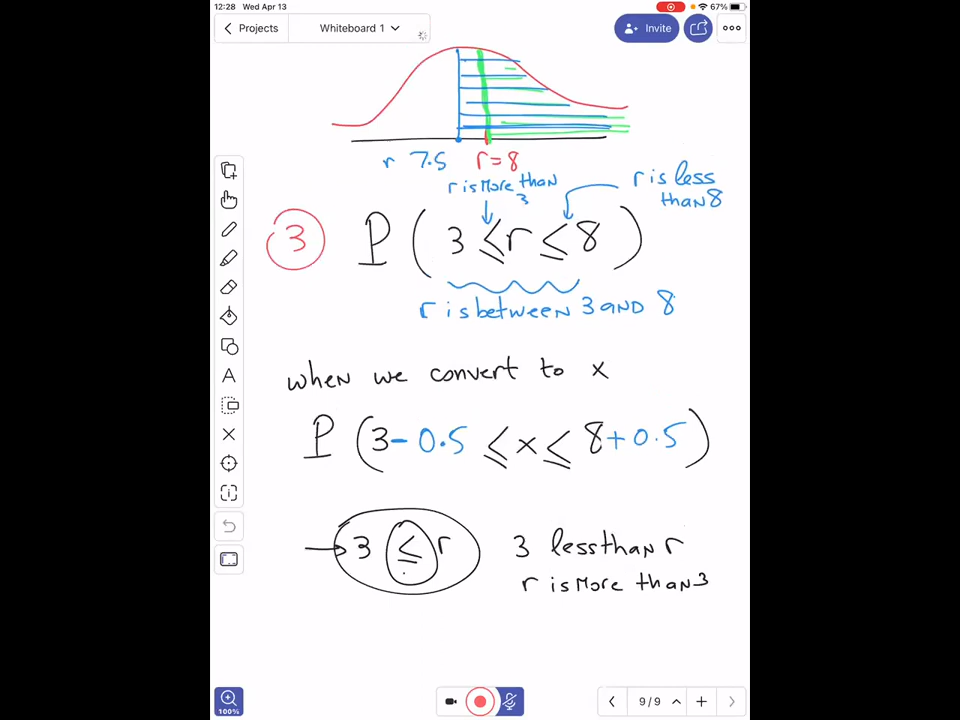 12:28 Wed Apr 13
67%
Projects
Whiteboard 1
Invite
r 7.5 r = 8
r is more than 3
r is less than 8
3
P ( 3 ≤ r ≤ 8 )
r is between 3 AND 8
when we convert to x
P (3 - 0.5 ≤ x ≤ 8 + 0.5)
3 ≤ r
3 less than r
r is more than 3
A
100%
9/9